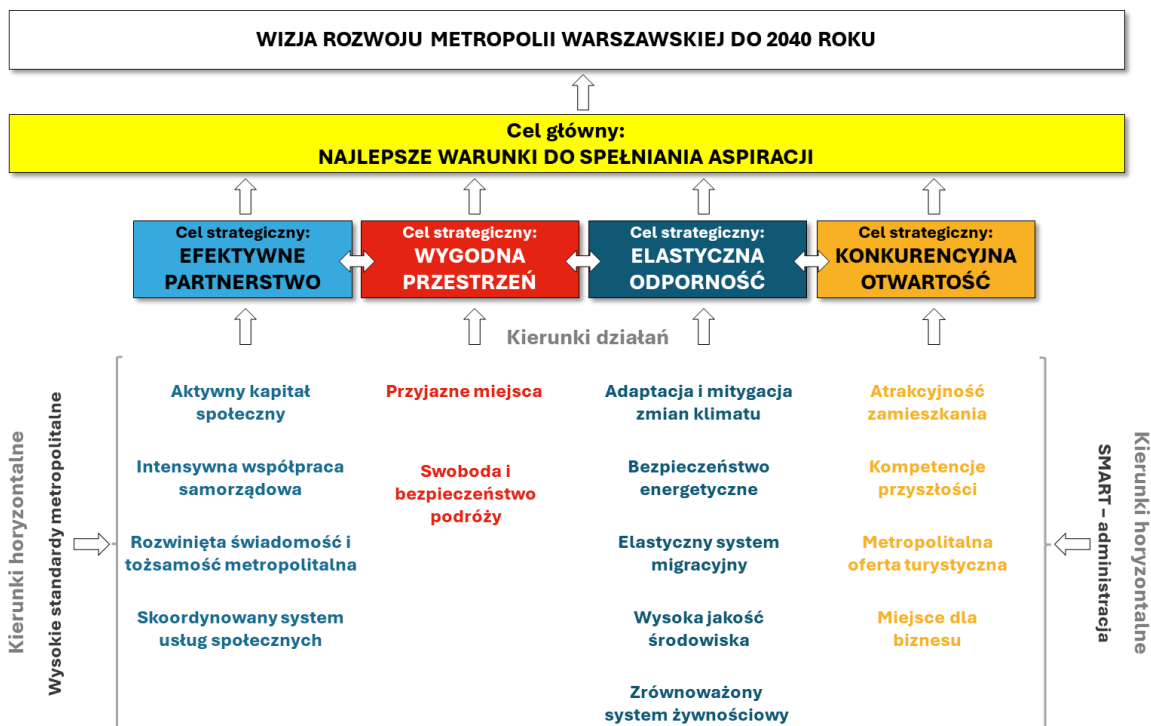 WIZJA ROZWOJU METROPOLII WARSZAWSKIEJ DO 2040 ROKU
Cel główny:
NAJLEPSZE WARUNKI DO SPEŁNIANIA ASPIRACJI
Cel strategiczny:
EFEKTYWNE
PARTNERSTWO
Cel strategiczny:
WYGODNA
PRZESTRZEŃ
Cel strategiczny:
ELASTYCZNA
ODPORNOŚĆ
Cel strategiczny:
KONKURENCYJNA
OTWARTOŚĆ
Kierunki działań
Kierunki horyzontalne
Wysokie standardy metropolitalne
Aktywny kapitał
społeczny
Intensywna współpraca
samorządowa
Rozwinięta świadomość i
tożsamość metropolitalna
Skoordynowany system
usług społecznych
Przyjazne miejsca
Swoboda i
bezpieczeństwo
podróży
Adaptacja i mitygacja
zmian klimatu
Bezpieczeństwo
energetyczne
Elastyczny system
migracyjny
Wysoka jakość
środowiska
Zrównoważony
system żywnościowy
Atrakcyjność
zamieszkania
Kompetencje
przyszłości
Metropolitalna
oferta turystyczna
Miejsce dla
biznesu
SMART – administracja
Kierunki horyzontalne